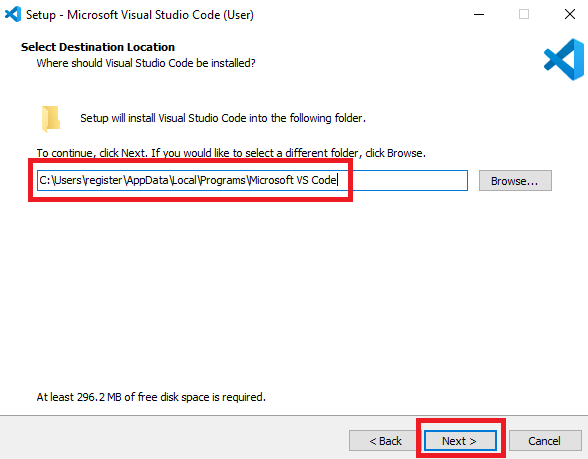 Setup - Microsoft Visual Studio Code (User)
Select Destination Location
Where should Visual Studio Code be installed?
Setup will install Visual Studio Code into the following folder.
To continue, click Next. If you would like to select a different folder, click Browse.
C:\Users\register\AppData\Local\Programs\Microsoft VS Code
Browse...
At least 296.2 MB of free disk space is required.
< Back
Next >
Cancel